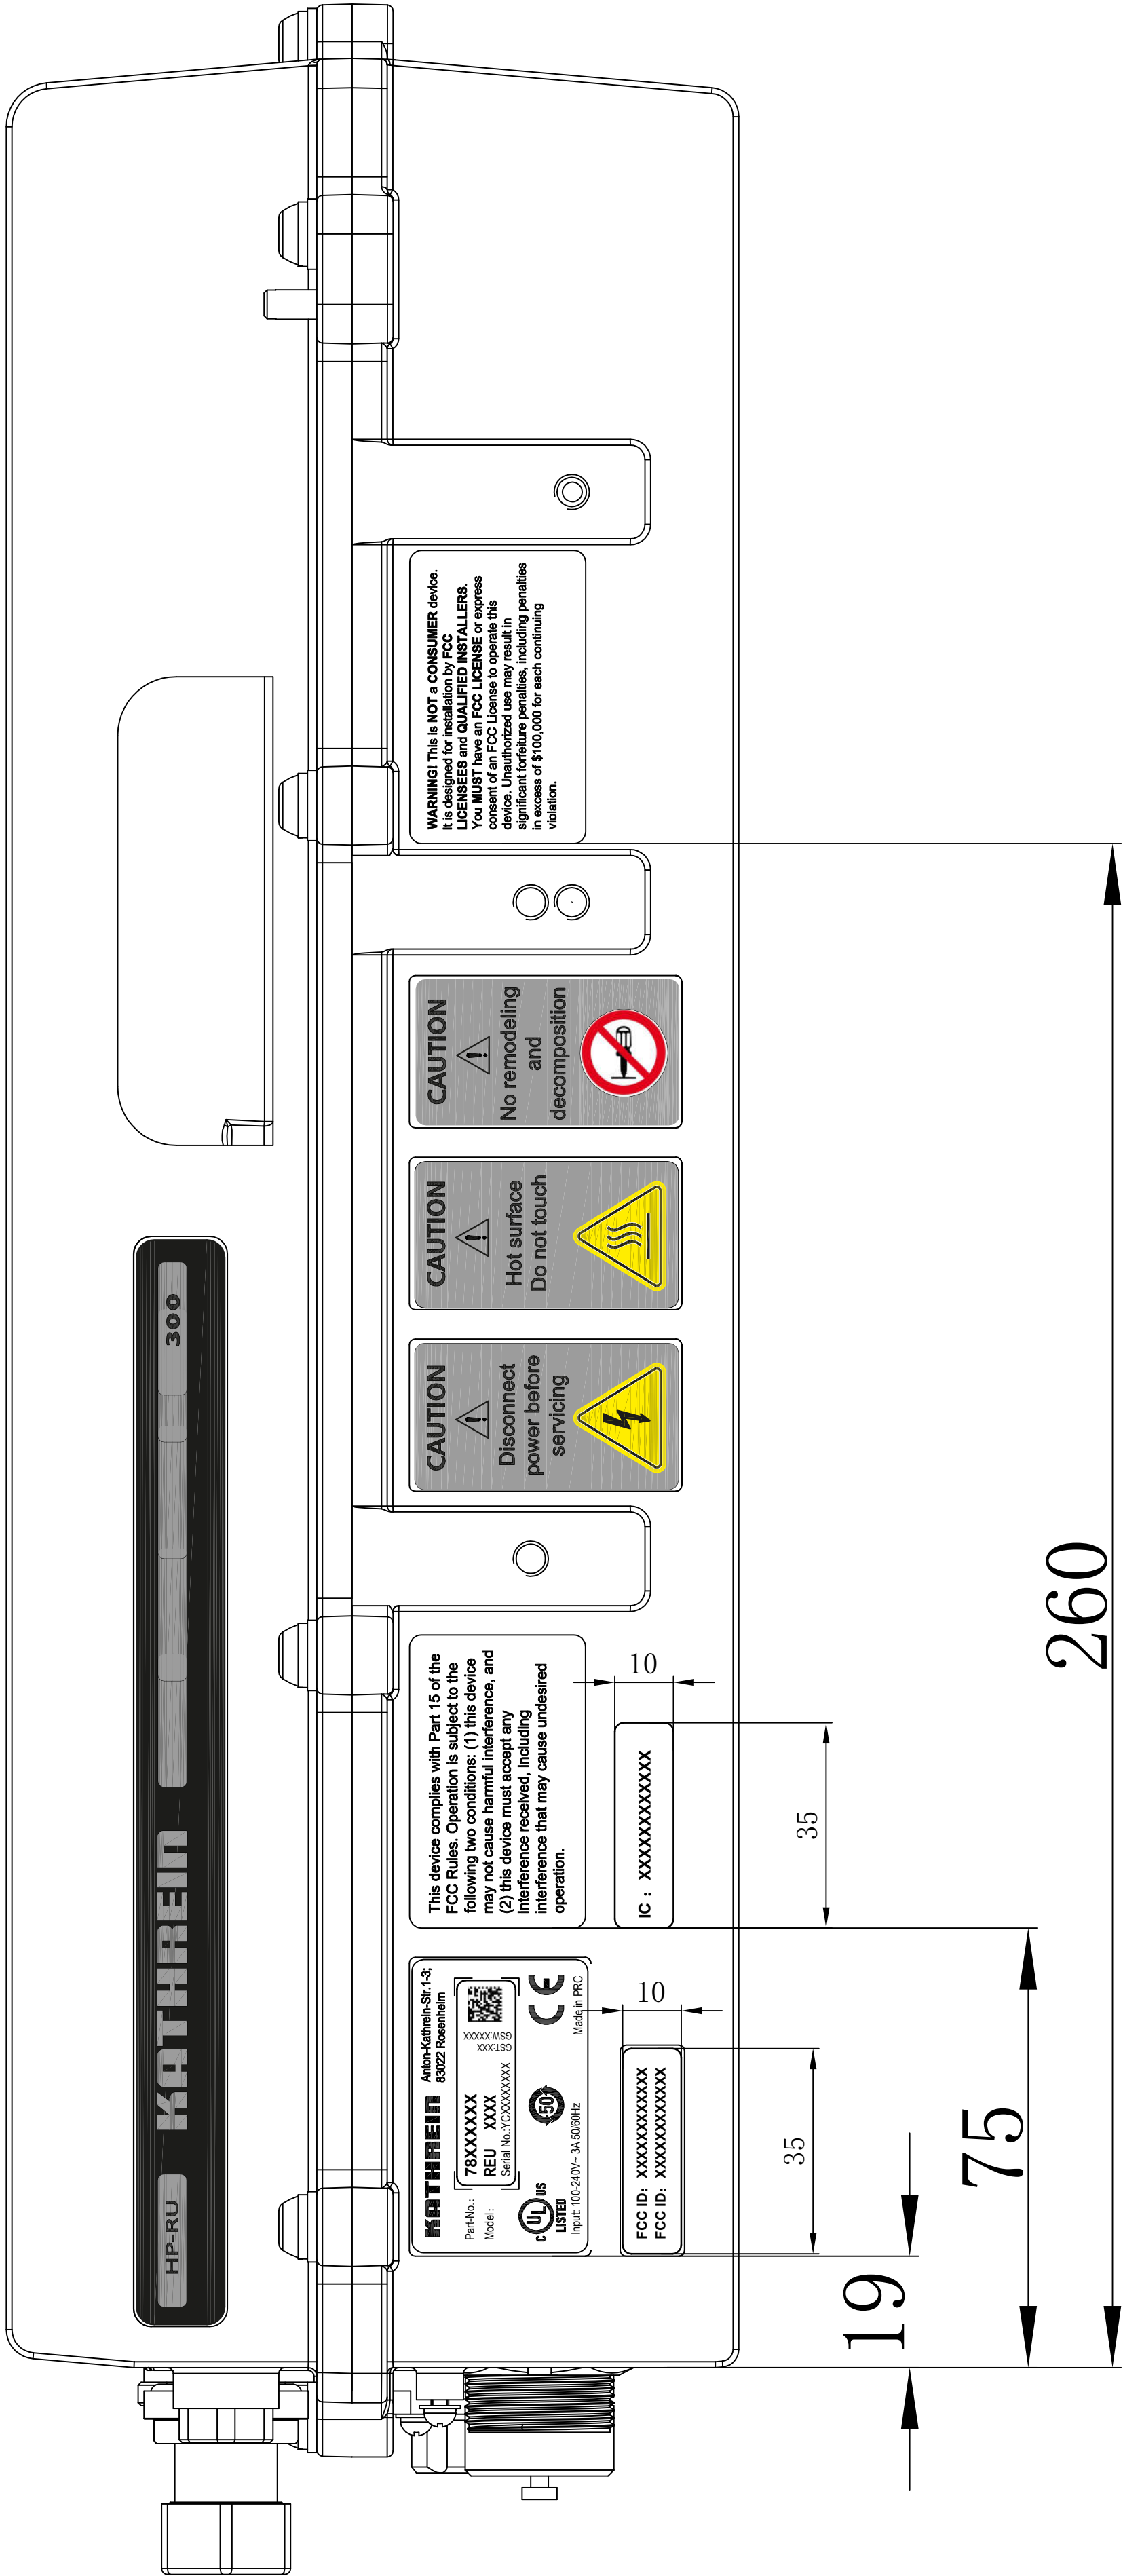 HP-RU
KATHREIN
300
KATHREIN
Anton-Kathrein-Str.1-3;
83022 Rosenheim
Part-No.:
78XXXXXXX
Model:
REU XXXX
Serial No.:YCXXXXXXXXX
GST:XXX
GSW:XXXXX
C UL US
LISTED
50
CE
Input: 100-240V~ 3A 50/60Hz
Made in PRC
FCC ID: XXXXXXXXXXXXX
FCC ID: XXXXXXXXXXXXX
This device complies with Part 15 of the
FCC Rules. Operation is subject to the
following two conditions: (1) this device
may not cause harmful interference, and
(2) this device must accept any
interference received, including
interference that may cause undesired
operation.
IC : XXXXXXXXXXX
CAUTION
Disconnect
power before
servicing
CAUTION
Hot surface
Do not touch
CAUTION
No remodeling
and
decomposition
WARNING! This is NOT a CONSUMER device.
It is designed for installation by FCC
LICENSEES and QUALIFIED INSTALLERS.
You MUST have an FCC LICENSE or express
consent of an FCC License to operate this
device. Unauthorized use may result in
significant forfeiture penalties, including penalties
in excess of $100,000 for each continuing
violation.
10
35
10
35
19
75
260